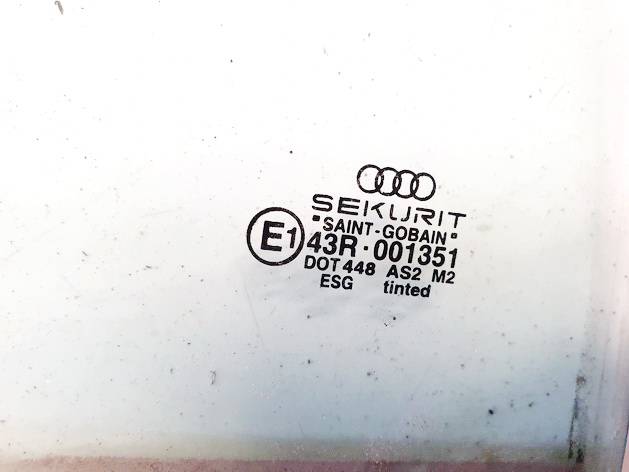 SEKURIT
"SAINT-GOBAIN"
E1 43R·001351
DOT 448 AS2 M2
ESG tinted